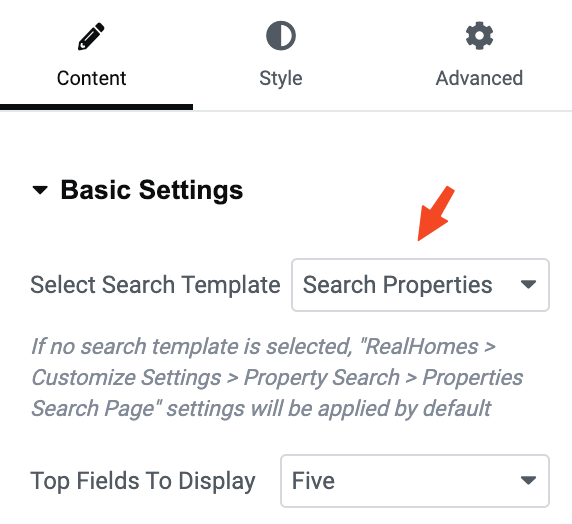 Content Style Advanced
Basic Settings
Select Search Template Search Properties
If no search template is selected, "RealHomes >
Customize Settings > Property Search > Properties
Search Page" settings will be applied by default
Top Fields To Display Five